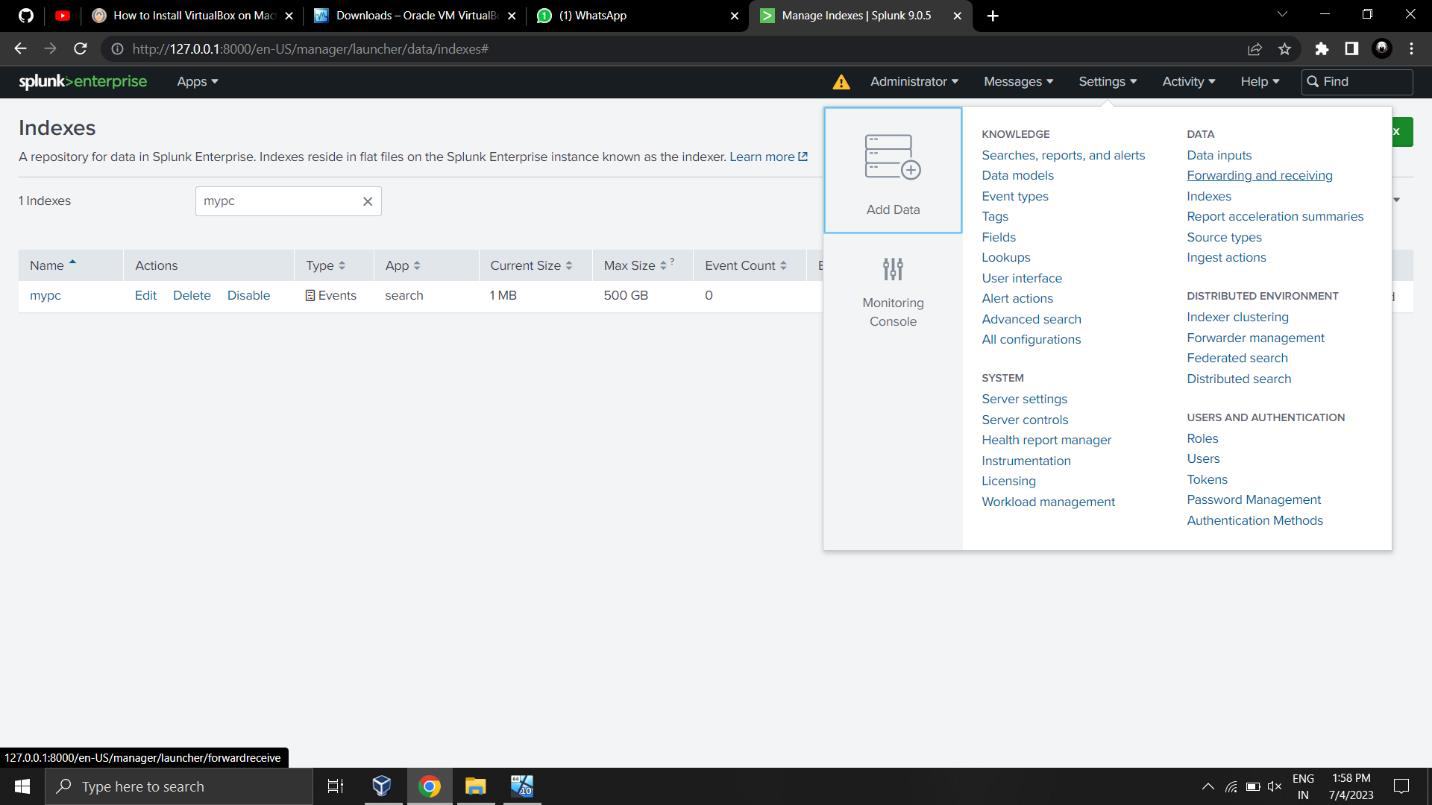 How to Install VirtualBox on Mac
Downloads – Oracle VM VirtualB
(1) WhatsApp
Manage Indexes | Splunk 9.0.5
http://127.0.0.1:8000/en-US/manager/launcher/data/indexes#
splunk>enterprise
Apps
Administrator
Messages
Settings
Activity
Help
Find
Indexes
A repository for data in Splunk Enterprise. Indexes reside in flat files on the Splunk Enterprise instance known as the indexer. Learn more
1 Indexes
mypc
Name
Actions
Type
App
Current Size
Max Size
?
Event Count
E
mypc
Edit
Delete
Disable
Events
search
1 MB
500 GB
0
Add Data
Monitoring
Console
KNOWLEDGE
Searches, reports, and alerts
Data models
Event types
Tags
Fields
Lookups
User interface
Alert actions
Advanced search
All configurations
SYSTEM
Server settings
Server controls
Health report manager
Instrumentation
Licensing
Workload management
DATA
Data inputs
Forwarding and receiving
Indexes
Report acceleration summaries
Source types
Ingest actions
DISTRIBUTED ENVIRONMENT
Indexer clustering
Forwarder management
Federated search
Distributed search
USERS AND AUTHENTICATION
Roles
Users
Tokens
Password Management
Authentication Methods
x
d
127.0.0.1:8000/en-US/manager/launcher/forwardreceive
Type here to search
ENG
IN
1:58 PM
7/4/2023